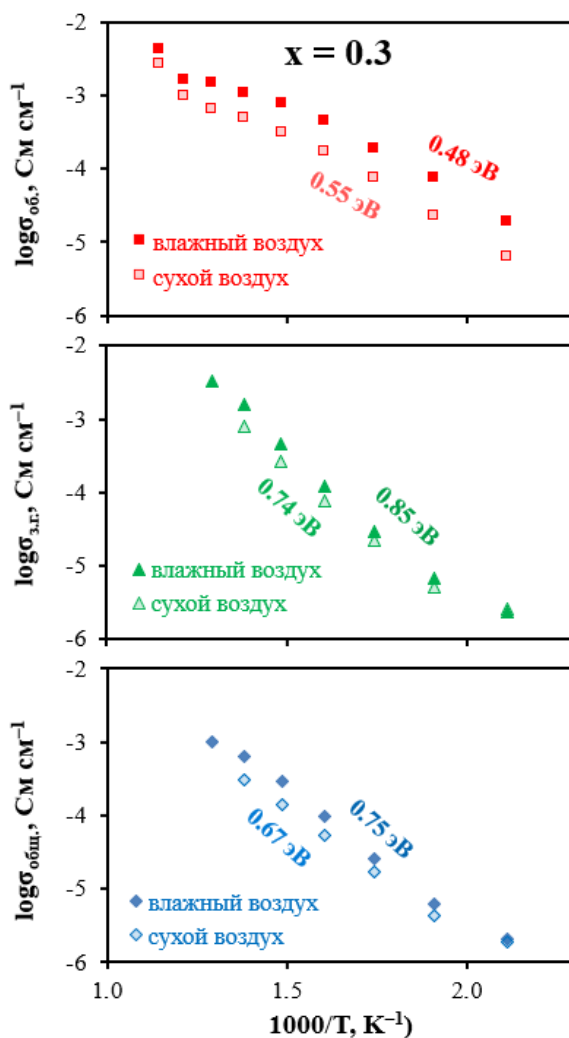 -2
x = 0.3
-3
logσоб., См см⁻¹
-4
0.48 эВ
0.55 эВ
-5
влажный воздух
сухой воздух
-6
-2
-3
logσз.г., См см⁻¹
-4
0.74 эВ
0.85 эВ
-5
влажный воздух
сухой воздух
-6
-2
-3
logσобщ., См см⁻¹
-4
0.67 эВ
0.75 эВ
-5
влажный воздух
сухой воздух
-6
1.0 1.5 2.0
1000/T, K⁻¹)